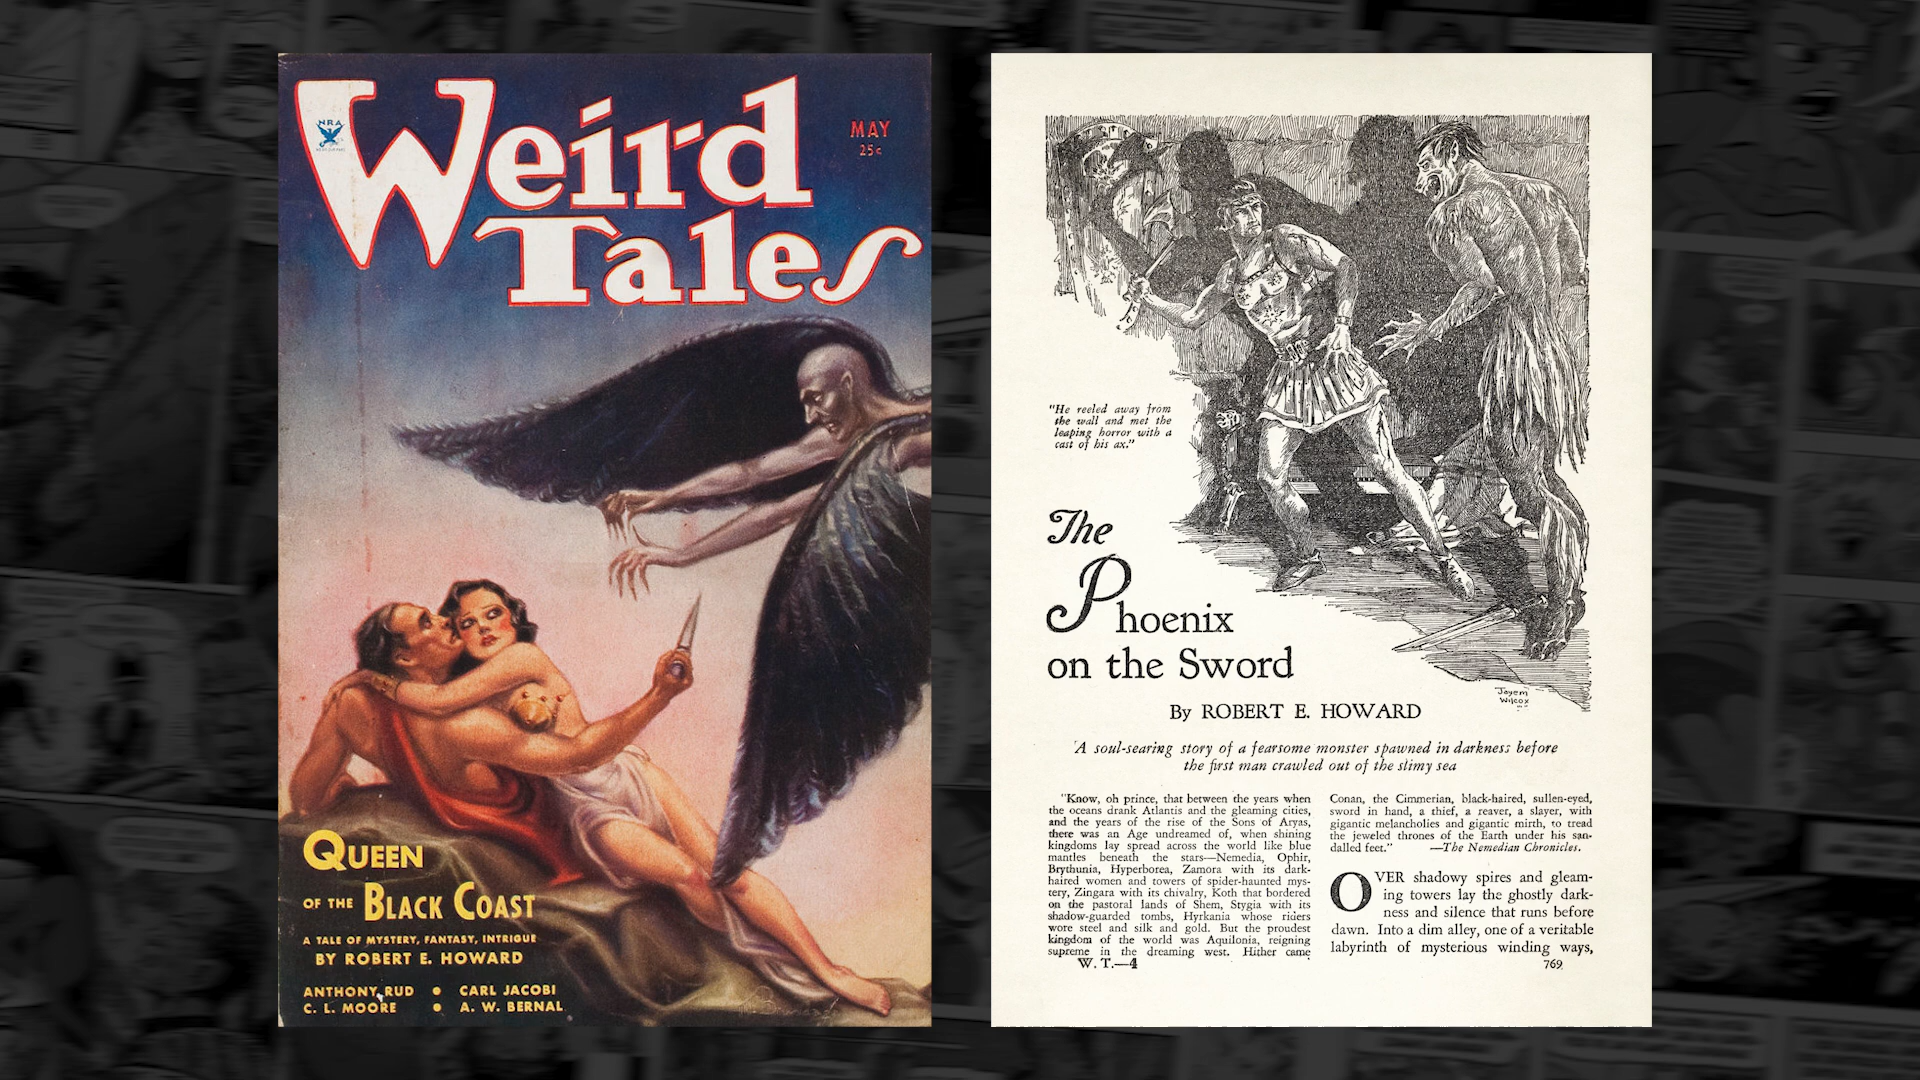 Weird
Tales
NRA
MAY
25c
QUEEN
OF THE BLACK COAST
A TALE OF MYSTERY, FANTASY, INTRIGUE
BY ROBERT E. HOWARD
ANTHONY RUD • CARL JACOBI
C. L. MOORE • A. W. BERNAL
"He reeled away from
the wall and met the
leaping horror with a
cast of his ax."
The
Phoenix
on the Sword
Jayem
Wilcox
By ROBERT E. HOWARD
"A soul-searing story of a fearsome monster spawned in darkness before
the first man crawled out of the slimy sea
"Know, oh prince, that between the years when
the oceans drank Atlantis and the gleaming cities,
and the years of the rise of the Sons of Aryas,
there was an Age undreamed of, when shining
kingdoms lay spread across the world like blue
mantles beneath the stars—Nemedia, Ophir,
Brythunia, Hyperborea, Zamora with its dark-
haired women and towers of spider-haunted mys-
tery, Zingara with its chivalry, Koth that bordered
on the pastoral lands of Shem, Stygia with its
shadow-guarded tombs, Hyrkania whose riders
wore steel and silk and gold. But the proudest
kingdom of the world was Aquilonia, reigning
supreme in the dreaming west. Hither came
W. T.—4
Conan, the Cimmerian, black-haired, sullen-eyed,
sword in hand, a thief, a reaver, a slayer, with
gigantic melancholies and gigantic mirth, to tread
the jeweled thrones of the Earth under his san-
dalled feet." —The Nemedian Chronicles.
OVER shadowy spires and gleam-
ing towers lay the ghostly dark-
ness and silence that runs before
dawn. Into a dim alley, one of a veritable
labyrinth of mysterious winding ways,
769